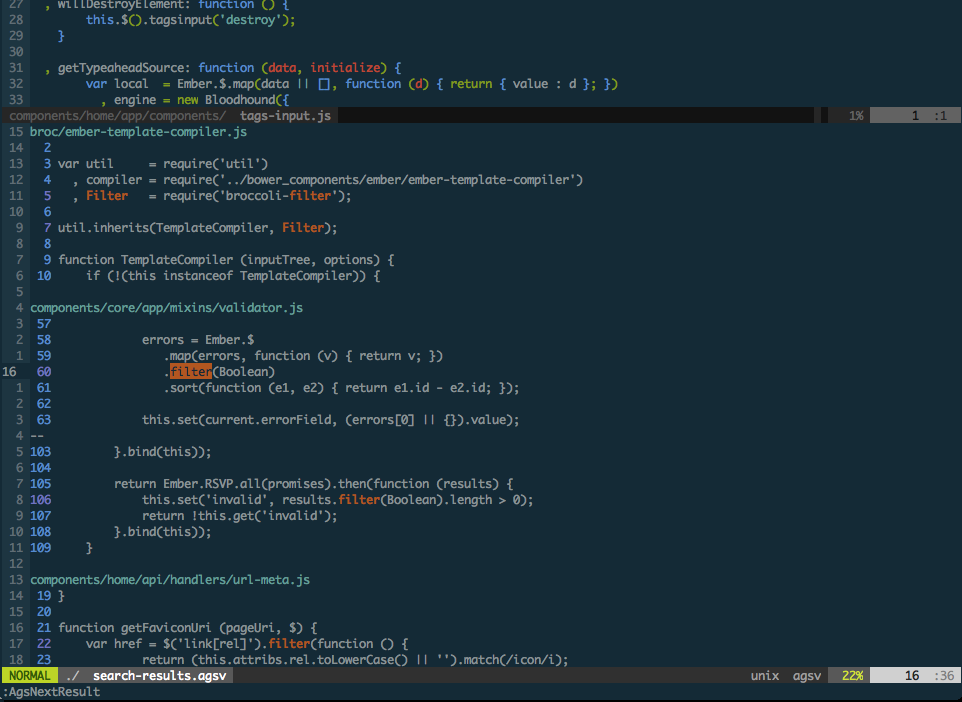 27   , willDestroyElement: function () {
28         this.$().tagsinput('destroy');
29     }
30
31   , getTypeaheadSource: function (data, initialize) {
32         var local  = Ember.$.map(data || [], function (d) { return { value : d }; })
33           , engine = new Bloodhound({
components/home/app/components/  tags-input.js 1% 1 :1
15 broc/ember-template-compiler.js
14   2
13   3 var util     = require('util')
12   4   , compiler = require('../bower_components/ember/ember-template-compiler')
11   5   , Filter   = require('broccoli-filter');
10   6
9   7 util.inherits(TemplateCompiler, Filter);
8   8
7   9 function TemplateCompiler (inputTree, options) {
6  10     if (!(this instanceof TemplateCompiler)) {
5
4 components/core/app/mixins/validator.js
3  57
2  58             errors = Ember.$
1  59                .map(errors, function (v) { return v; })
16  60                .filter(Boolean)
1  61                .sort(function (e1, e2) { return e1.id - e2.id; });
2  62
3  63             this.set(current.errorField, (errors[0] || {}).value);
4 --
5 103         }.bind(this));
6 104
7 105         return Ember.RSVP.all(promises).then(function (results) {
8 106             this.set('invalid', results.filter(Boolean).length > 0);
9 107             return !this.get('invalid');
10 108         }.bind(this));
11 109     }
12
13 components/home/api/handlers/url-meta.js
14  19 }
15  20
16  21 function getFaviconUri (pageUri, $) {
17  22     var href = $('link[rel]').filter(function () {
18  23             return (this.attribs.rel.toLowerCase() || '').match(/icon/i);
NORMAL  ./  search-results.agsv unix agsv 22% 16 :36
:AgsNextResult